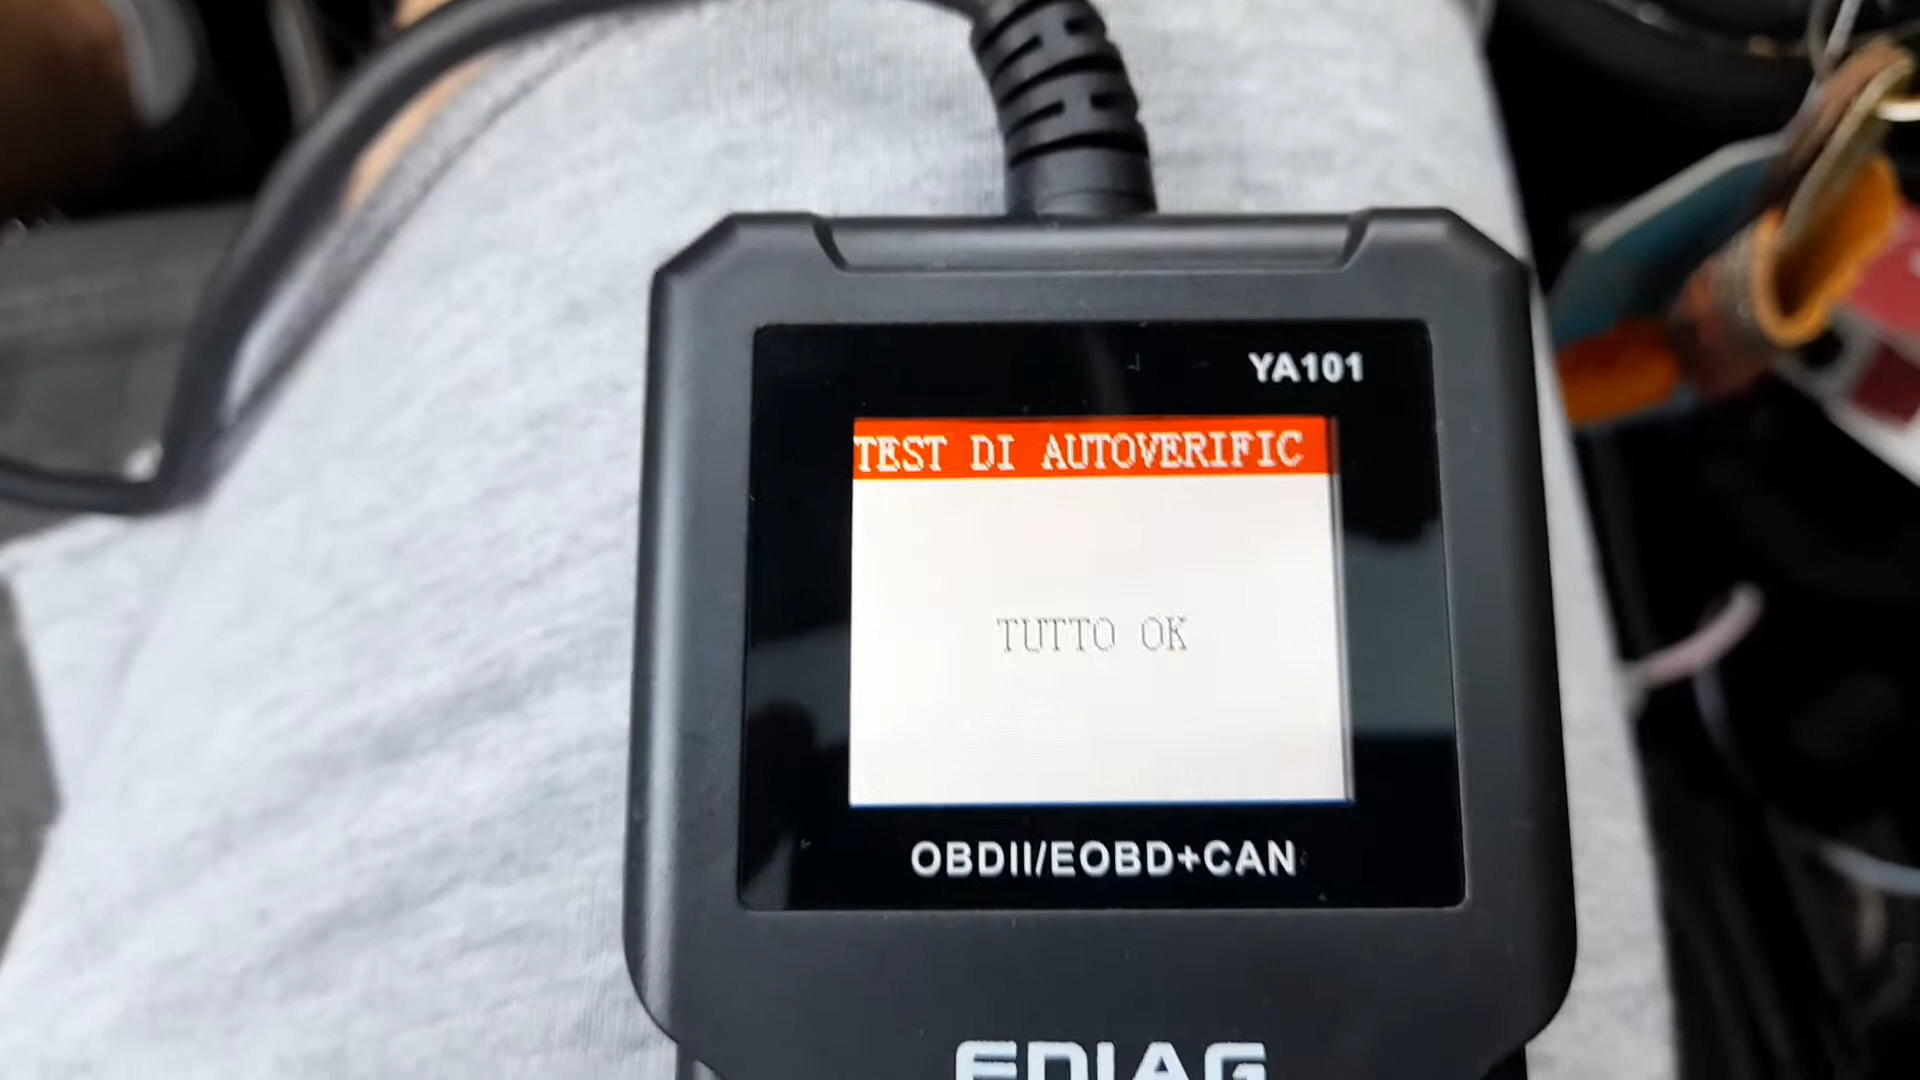 YA101
TEST DI AUTOVERIFIC
TUTTO OK
OBDII/EOBD+CAN
EDIAG